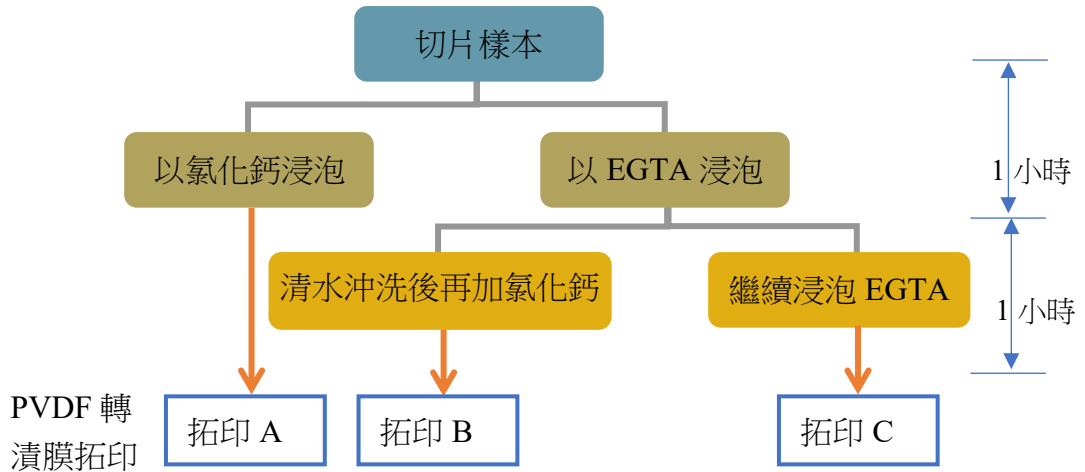 切片樣本
以氯化鈣浸泡
以 EGTA 浸泡
1 小時
清水沖洗後再加氯化鈣
繼續浸泡 EGTA
1 小時
PVDF 轉
漬膜拓印
拓印 A
拓印 B
拓印 C